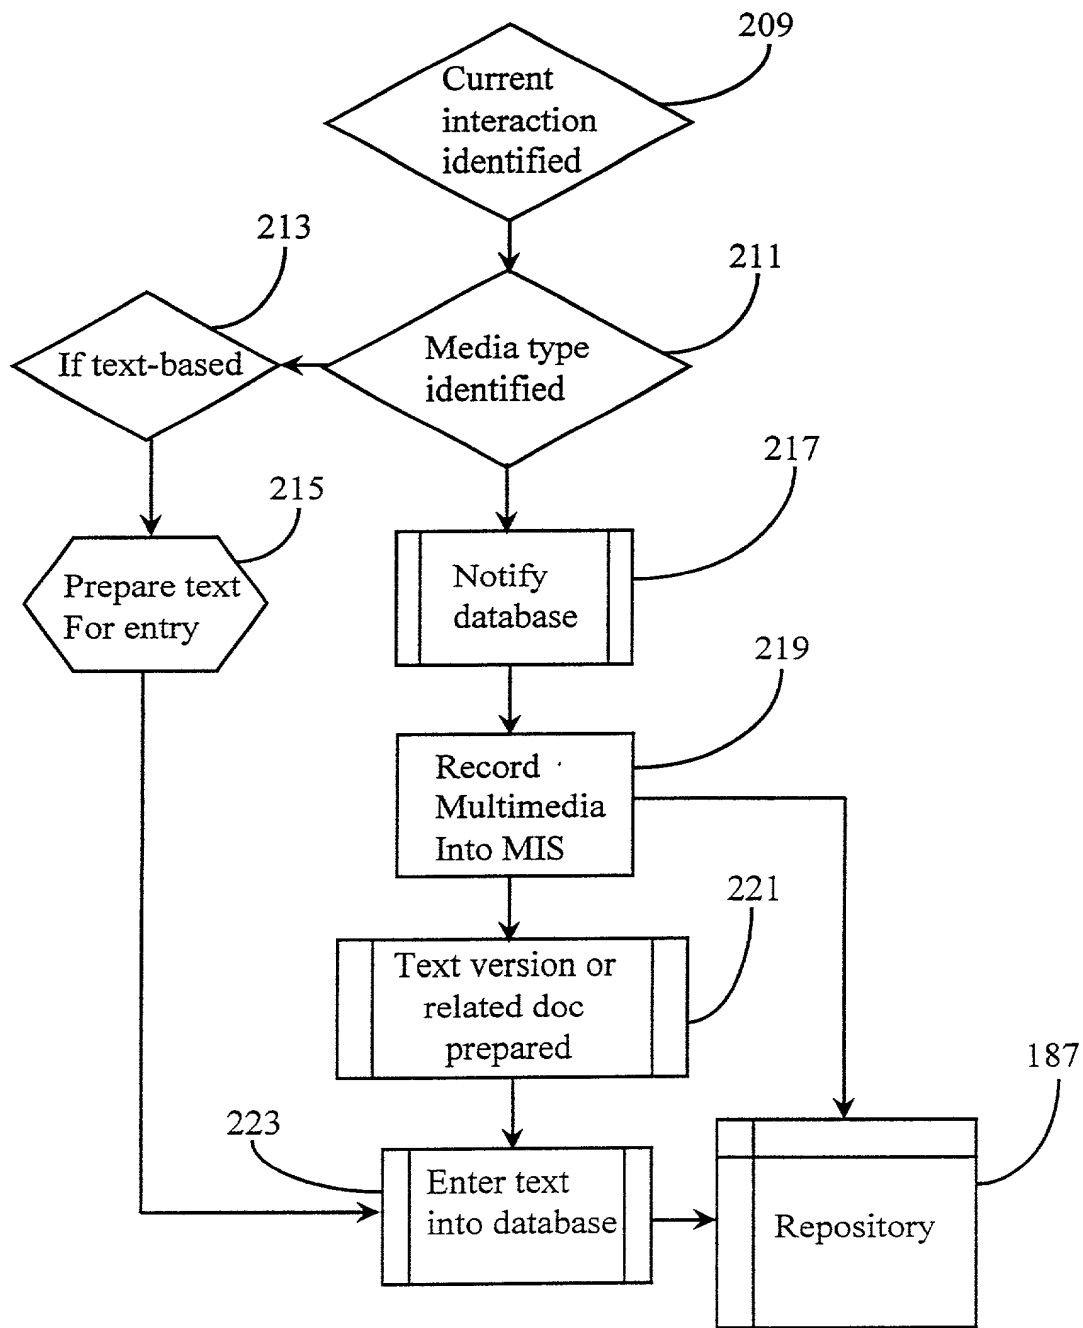 209
Current
interaction
identified
213
211
If text-based
Media type
identified
217
215
Prepare text
For entry
Notify
database
219
Record
Multimedia
Into MIS
221
Text version or
related doc
prepared
187
223
Enter text
into database
Repository